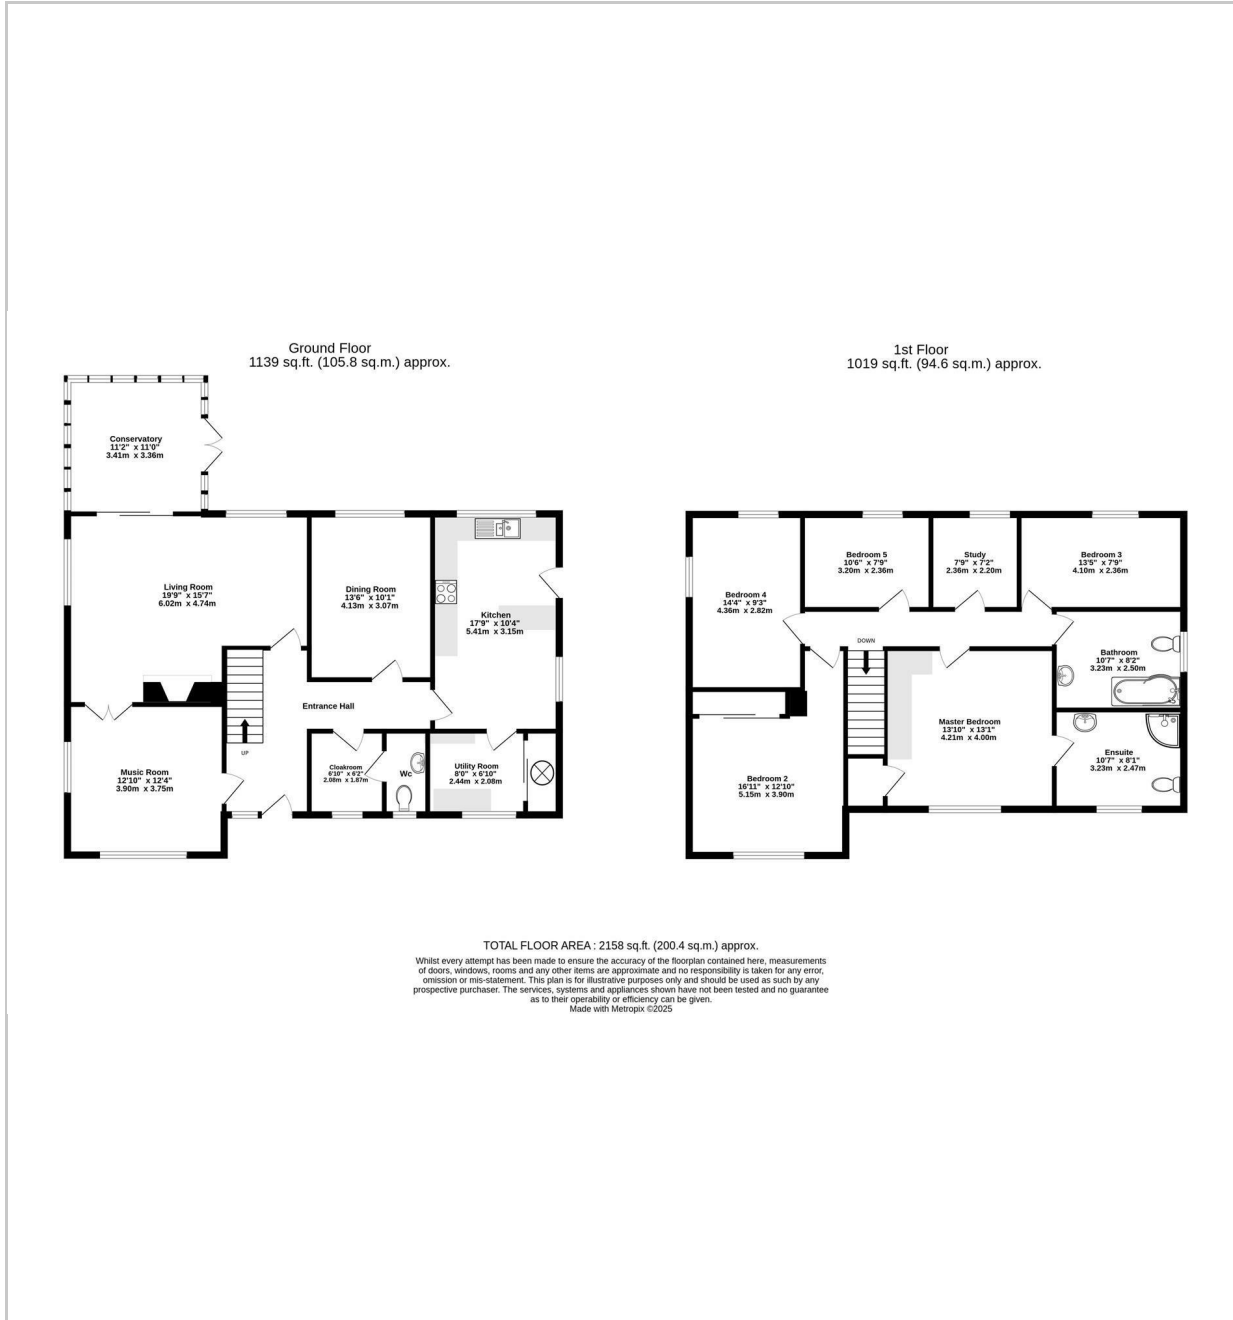 Ground Floor
1139 sq.ft. (105.8 sq.m.) approx.
Conservatory
11'2" x 11'0"
3.41m x 3.36m
Living Room
19'9" x 15'7"
6.02m x 4.74m
Dining Room
13'6" x 10'1"
4.13m x 3.07m
Kitchen
17'9" x 10'4"
5.41m x 3.15m
Entrance Hall
UP
Music Room
12'10" x 12'4"
3.90m x 3.75m
Cloakroom
6'10" x 6'2"
2.08m x 1.87m
Wc
Utility Room
8'0" x 6'10"
2.44m x 2.08m
1st Floor
1019 sq.ft. (94.6 sq.m.) approx.
Bedroom 4
14'4" x 9'3"
4.36m x 2.82m
Bedroom 5
10'6" x 7'9"
3.20m x 2.36m
Study
7'9" x 7'2"
2.36m x 2.20m
Bedroom 3
13'5" x 7'9"
4.10m x 2.36m
DOWN
Bathroom
10'7" x 8'2"
3.23m x 2.50m
Master Bedroom
13'10" x 13'1"
4.21m x 4.00m
Ensuite
10'7" x 8'1"
3.23m x 2.47m
Bedroom 2
16'11" x 12'10"
5.15m x 3.90m
TOTAL FLOOR AREA : 2158 sq.ft. (200.4 sq.m.) approx.
Whilst every attempt has been made to ensure the accuracy of the floorplan contained here, measurements
of doors, windows, rooms and any other items are approximate and no responsibility is taken for any error,
omission or mis-statement. This plan is for illustrative purposes only and should be used as such by any
prospective purchaser. The services, systems and appliances shown have not been tested and no guarantee
as to their operability or efficiency can be given.
Made with Metropix ©2025